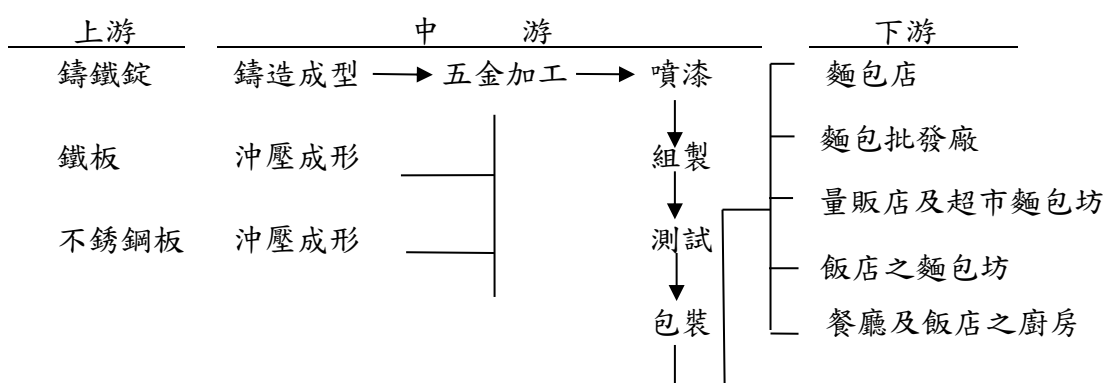 上游 中 游 下游
鑄鐵錠 鑄造成型 五金加工 噴漆 麵包店
鐵板 沖壓成形 組製 麵包批發廠
不銹鋼板 沖壓成形 測試 量販店及超市麵包坊
飯店之麵包坊
包裝 餐廳及飯店之廚房